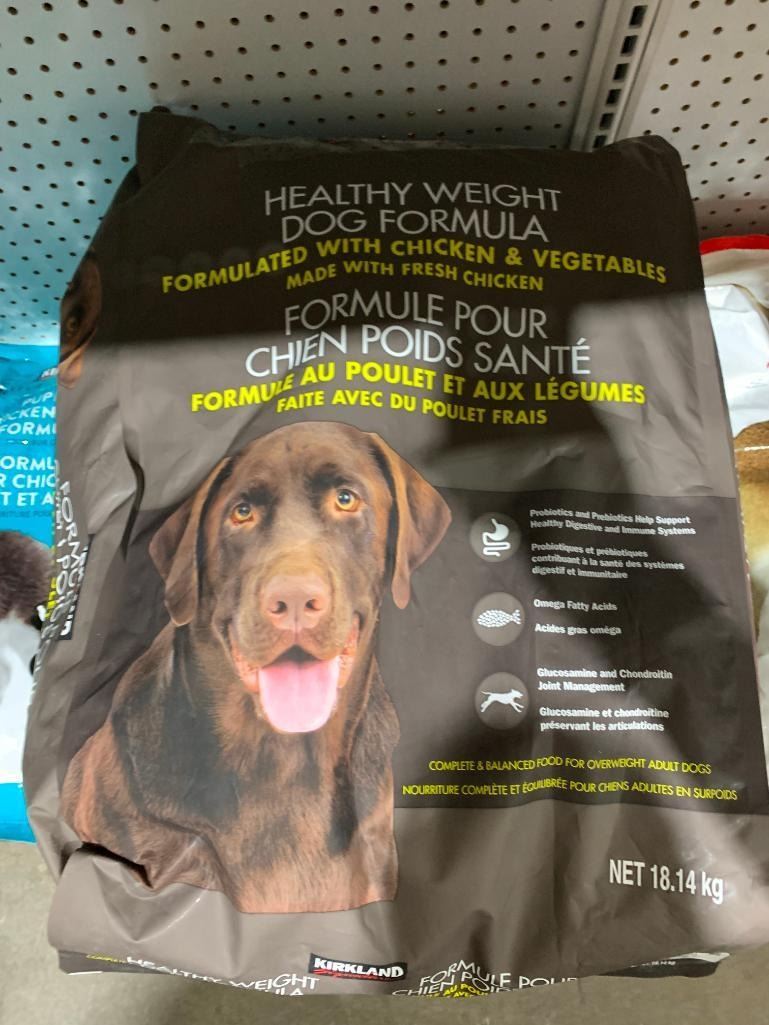 HEALTHY WEIGHT
DOG FORMULA
FORMULATED WITH CHICKEN & VEGETABLES
MADE WITH FRESH CHICKEN
FORMULE POUR
CHIEN POIDS SANTÉ
FORMULE AU POULET ET AUX LÉGUMES
FAITE AVEC DU POULET FRAIS
Probiotics and Prebiotics Help Support
Healthy Digestive and Immune Systems
Probiotiques et prébiotiques
contribuant à la santé des systèmes
digestif et immunitaire
Omega Fatty Acids
Acides gras oméga
Glucosamine and Chondroitin
Joint Management
Glucosamine et chondroïtine
préservant les articulations
COMPLETE & BALANCED FOOD FOR OVERWEIGHT ADULT DOGS
NOURRITURE COMPLÈTE ET ÉQUILIBRÉE POUR CHIENS ADULTES EN SURPOIDS
NET 18.14 kg
KIRKLAND
Signature
HEALTHY WEIGHT
FORMULE POUR